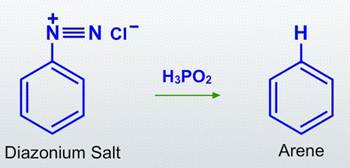 +
N≡N Cl⁻
H
H₃PO₂
Diazonium Salt
Arene